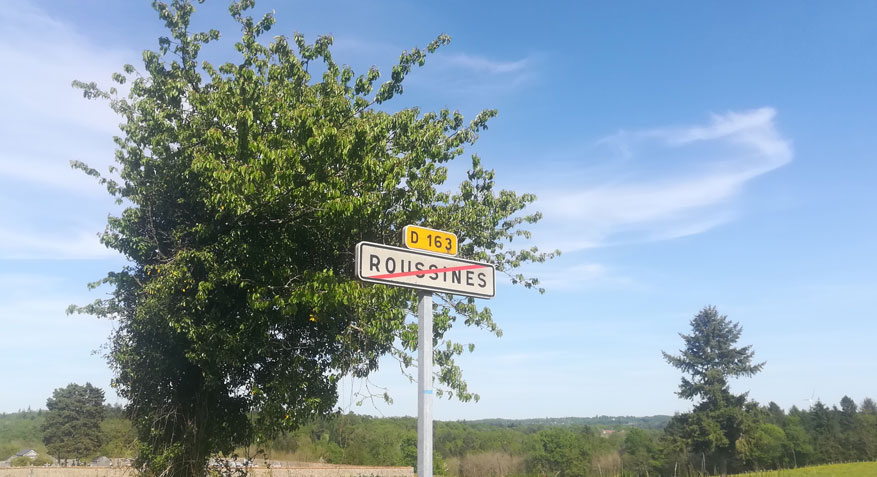 D 163
ROUSSINES